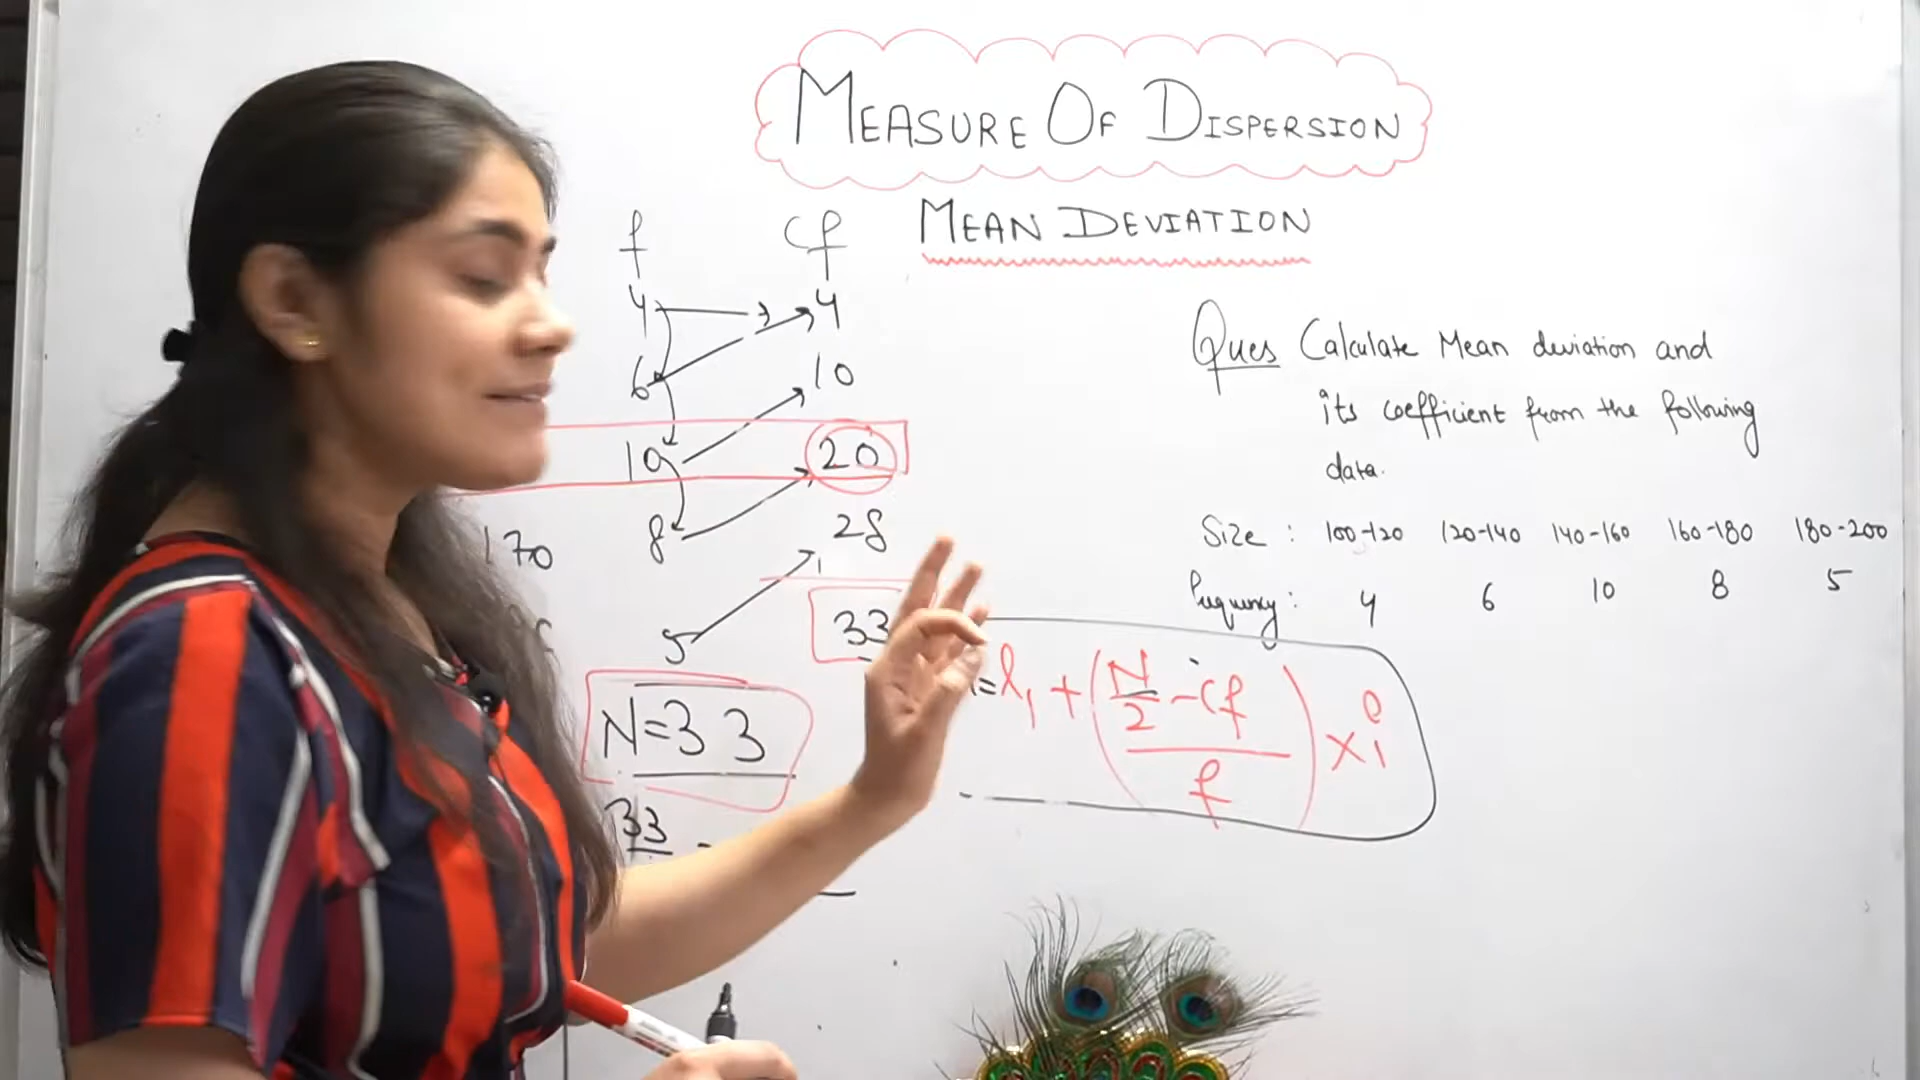 MEASURE OF DISPERSION
MEAN DEVIATION
f cf
4 4
6 10
10 20
170 8 28
5 33
N=33
33
Ques Calculate Mean deviation and
its coefficient from the following
data.
Size : 100-120 120-140 140-160 160-180 180-200
frequency : 4 6 10 8 5
= l₁ + (N/2 - cf / f) × i